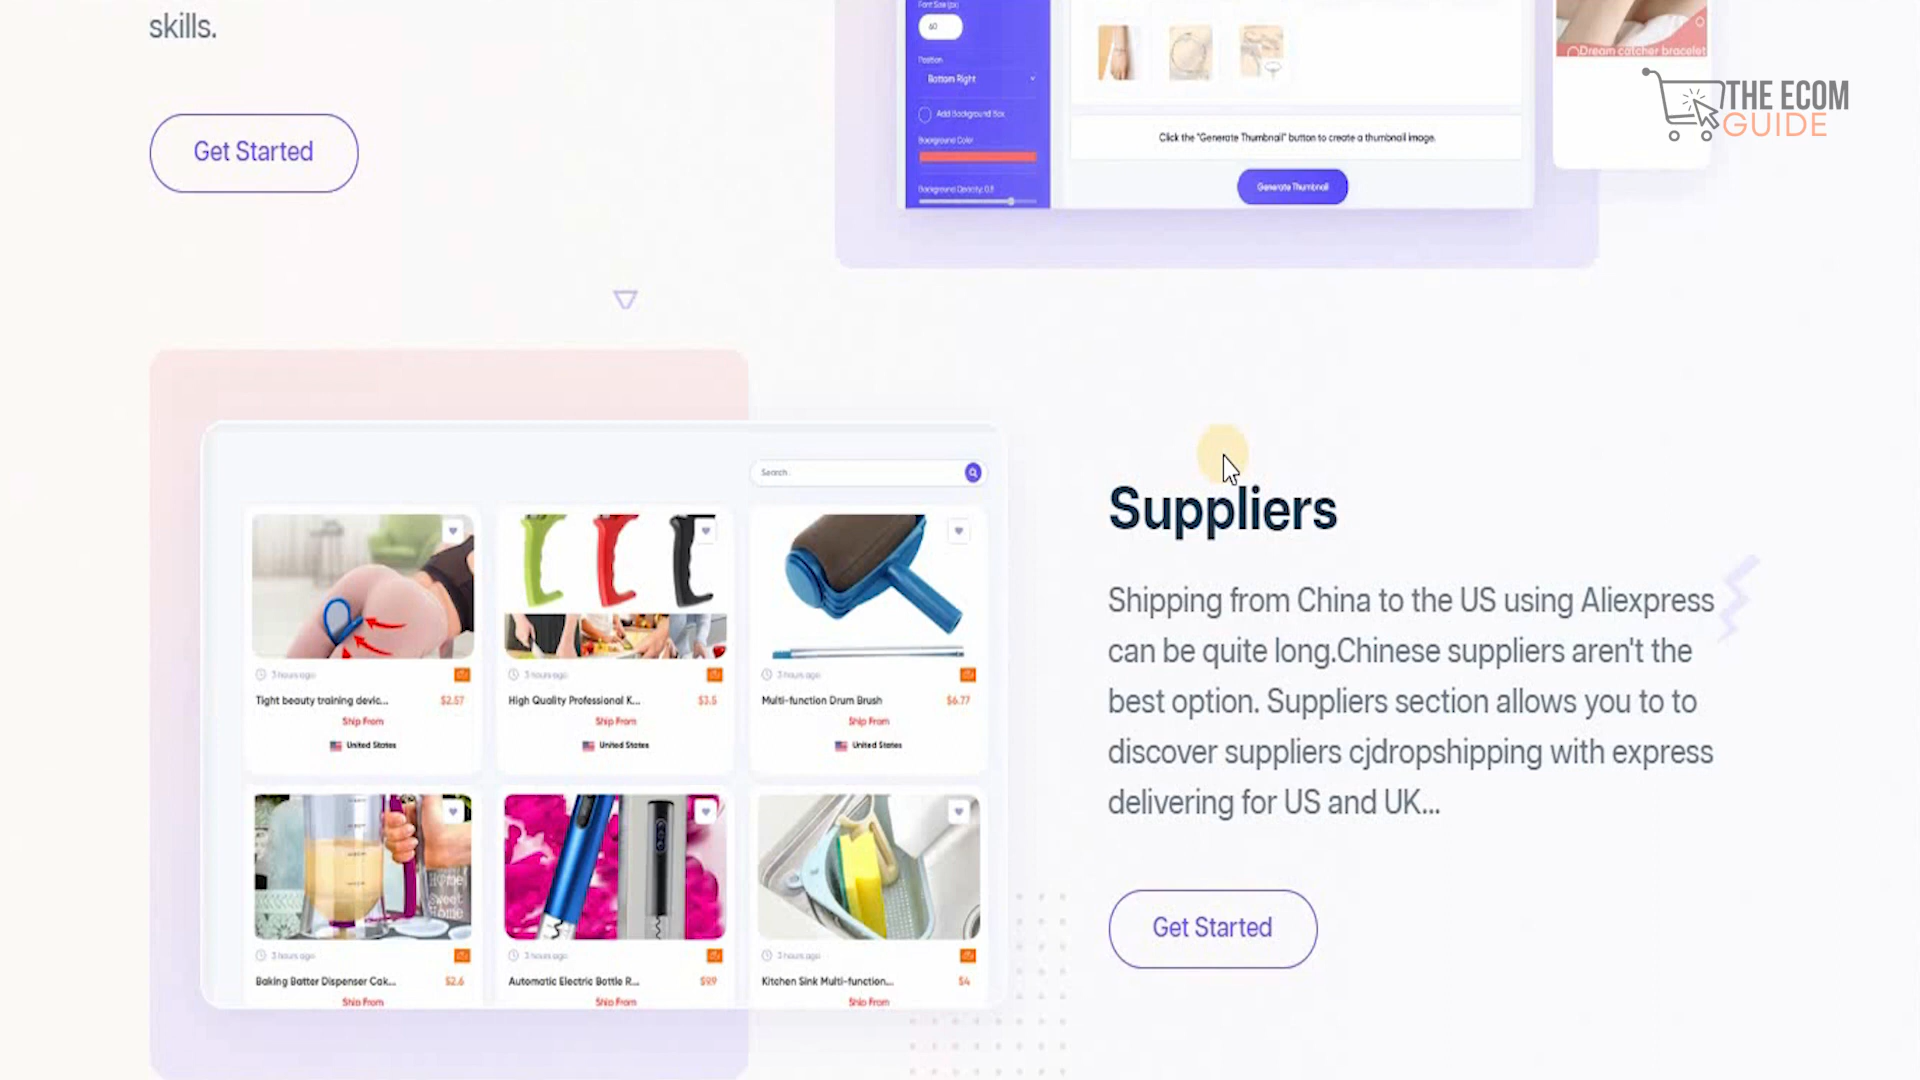 skills.
Get Started
Font Size (px)
60
Position
Bottom Right
Add Background Box
Background Color
Background Opacity: 0.8
Click the "Generate Thumbnail" button to create a thumbnail image.
Generate Thumbnail
Dream catcher bracelet
THE ECOM
GUIDE
Search..
3 hours ago
Tight beauty training devic... $2.57
Ship From
United States
3 hours ago
High Quality Professional K... $3.5
Ship From
United States
3 hours ago
Multi-function Drum Brush $6.77
Ship From
United States
Home
Sweet
Home
3 hours ago
Baking Batter Dispenser Cak... $2.6
Ship From
3 hours ago
Automatic Electric Bottle R... $9.9
Ship From
3 hours ago
Kitchen Sink Multi-function... $4
Ship From
Suppliers
Shipping from China to the US using Aliexpress
can be quite long.Chinese suppliers aren't the
best option. Suppliers section allows you to to
discover suppliers cjdropshipping with express
delivering for US and UK...
Get Started